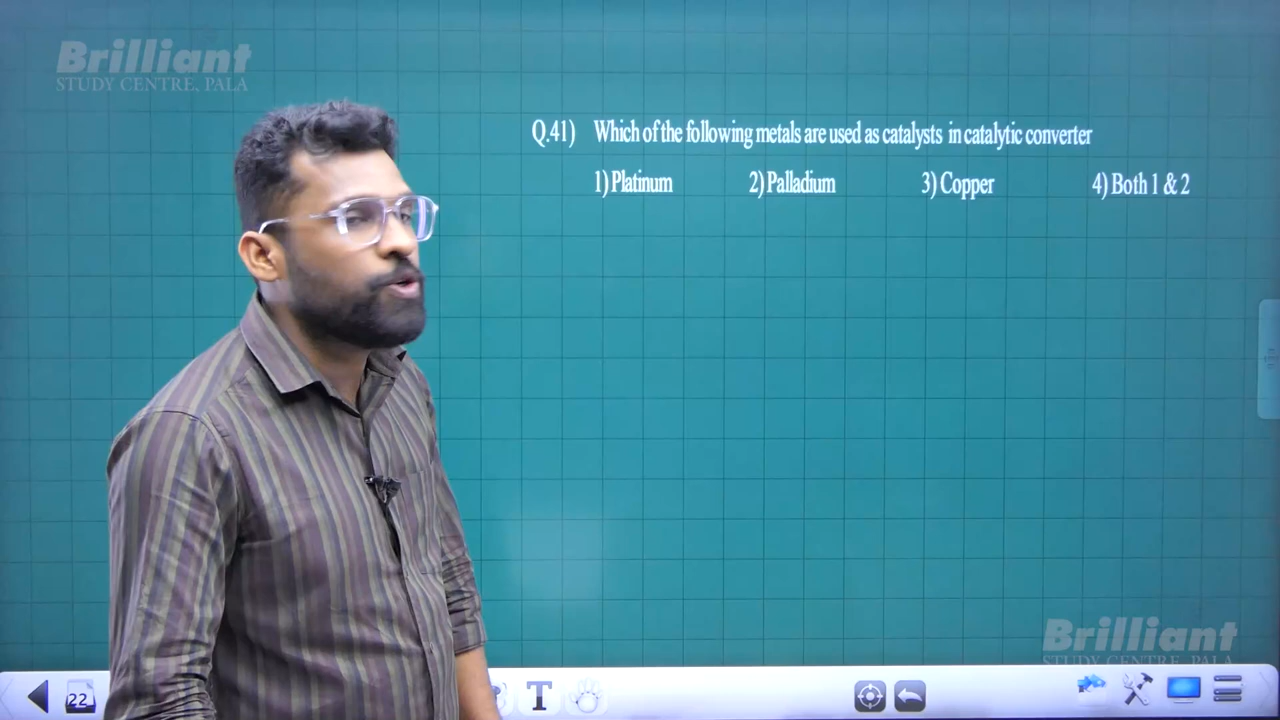 Brilliant
STUDY CENTRE, PALA
Q.41) Which of the following metals are used as catalysts in catalytic converter
1) Platinum 2) Palladium 3) Copper 4) Both 1 & 2
Brilliant
STUDY CENTRE, PALA
22 T